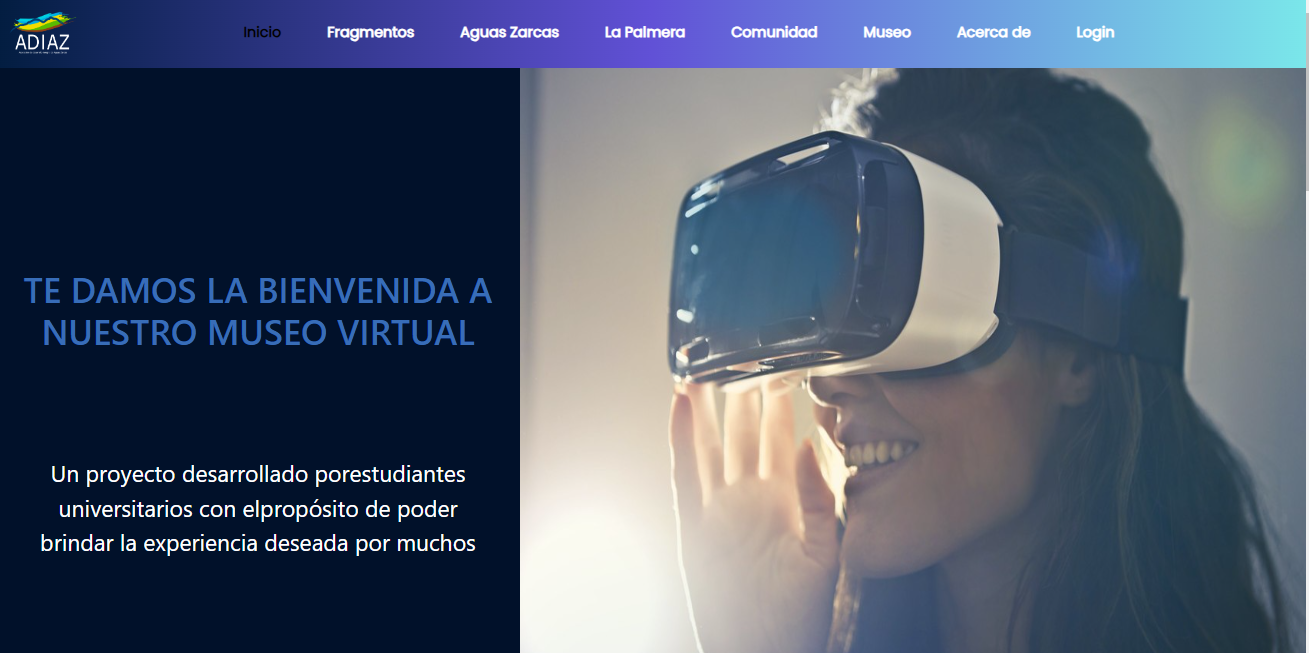 ADIAZ
Inicio Fragmentos Aguas Zarcas La Palmera Comunidad Museo Acerca de Login
TE DAMOS LA BIENVENIDA A
NUESTRO MUSEO VIRTUAL
Un proyecto desarrollado porestudiantes
universitarios con elpropósito de poder
brindar la experiencia deseada por muchos